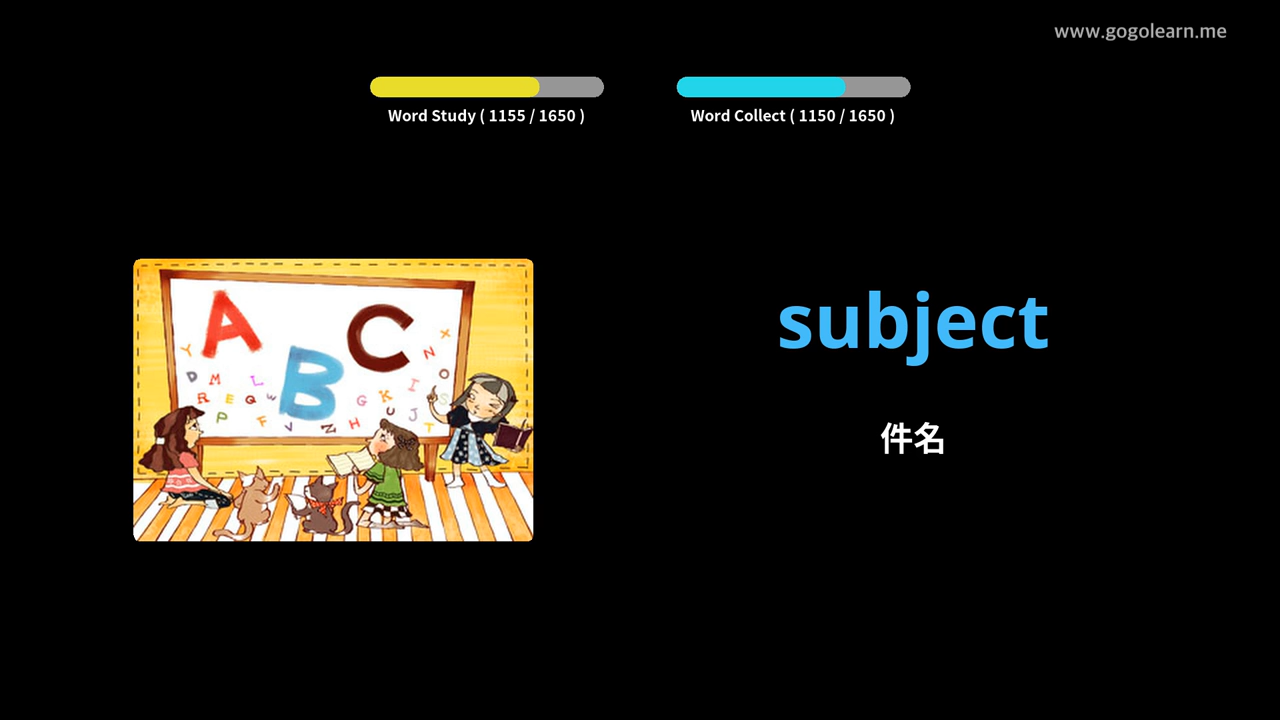 www.gogolearn.me
Word Study ( 1155 / 1650 )
Word Collect ( 1150 / 1650 )
A
B
C
Y
D M L
R E Q W
P F V Z H
X
N
O
I
G K S
U J T
subject
件名